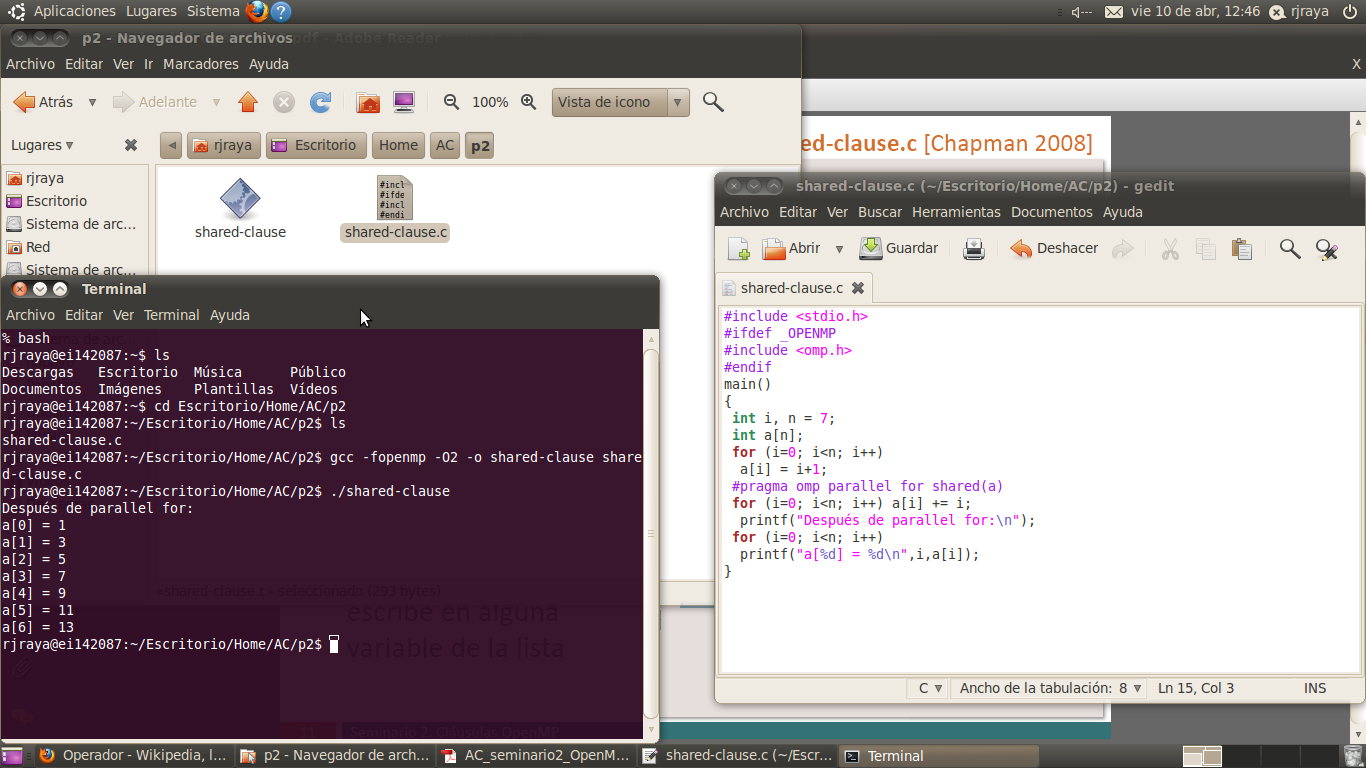 Aplicaciones Lugares Sistema
vie 10 de abr, 12:46 rjraya
p2 - Navegador de archivos
df - Adobe Reader
Archivo Editar Ver Ir Marcadores Ayuda
X
Atrás Adelante 100% Vista de icono
Lugares
rjraya Escritorio Home AC p2
rjraya
Escritorio
Sistema de arc...
Red
Sistema de arc...
shared-clause
#incl
#ifde
#incl
#endi
shared-clause.c
ed-clause.c [Chapman 2008]
shared-clause.c (~/Escritorio/Home/AC/p2) - gedit
Archivo Editar Ver Buscar Herramientas Documentos Ayuda
Abrir Guardar Deshacer
shared-clause.c
#include <stdio.h>
#ifdef _OPENMP
#include <omp.h>
#endif
main()
{
int i, n = 7;
int a[n];
for (i=0; i<n; i++)
a[i] = i+1;
#pragma omp parallel for shared(a)
for (i=0; i<n; i++) a[i] += i;
printf("Después de parallel for:\n");
for (i=0; i<n; i++)
printf("a[%d] = %d\n",i,a[i]);
}
C Ancho de la tabulación: 8 Ln 15, Col 3 INS
Terminal
Archivo Editar Ver Terminal Ayuda
% bash
rjraya@ei142087:~$ ls
Descargas Escritorio Música Público
Documentos Imágenes Plantillas Vídeos
rjraya@ei142087:~$ cd Escritorio/Home/AC/p2
rjraya@ei142087:~/Escritorio/Home/AC/p2$ ls
shared-clause.c
rjraya@ei142087:~/Escritorio/Home/AC/p2$ gcc -fopenmp -O2 -o shared-clause share
d-clause.c
rjraya@ei142087:~/Escritorio/Home/AC/p2$ ./shared-clause
Después de parallel for:
a[0] = 1
a[1] = 3
a[2] = 5
a[3] = 7
a[4] = 9
a[5] = 11
a[6] = 13
rjraya@ei142087:~/Escritorio/Home/AC/p2$
«shared-clause.c» seleccionado (293 bytes)
escribe en alguna
variable de la lista
Seminario 2. Cláusulas OpenMP
Operador - Wikipedia, l... p2 - Navegador de arch... AC_seminario2_OpenM... shared-clause.c (~/Escr... Terminal